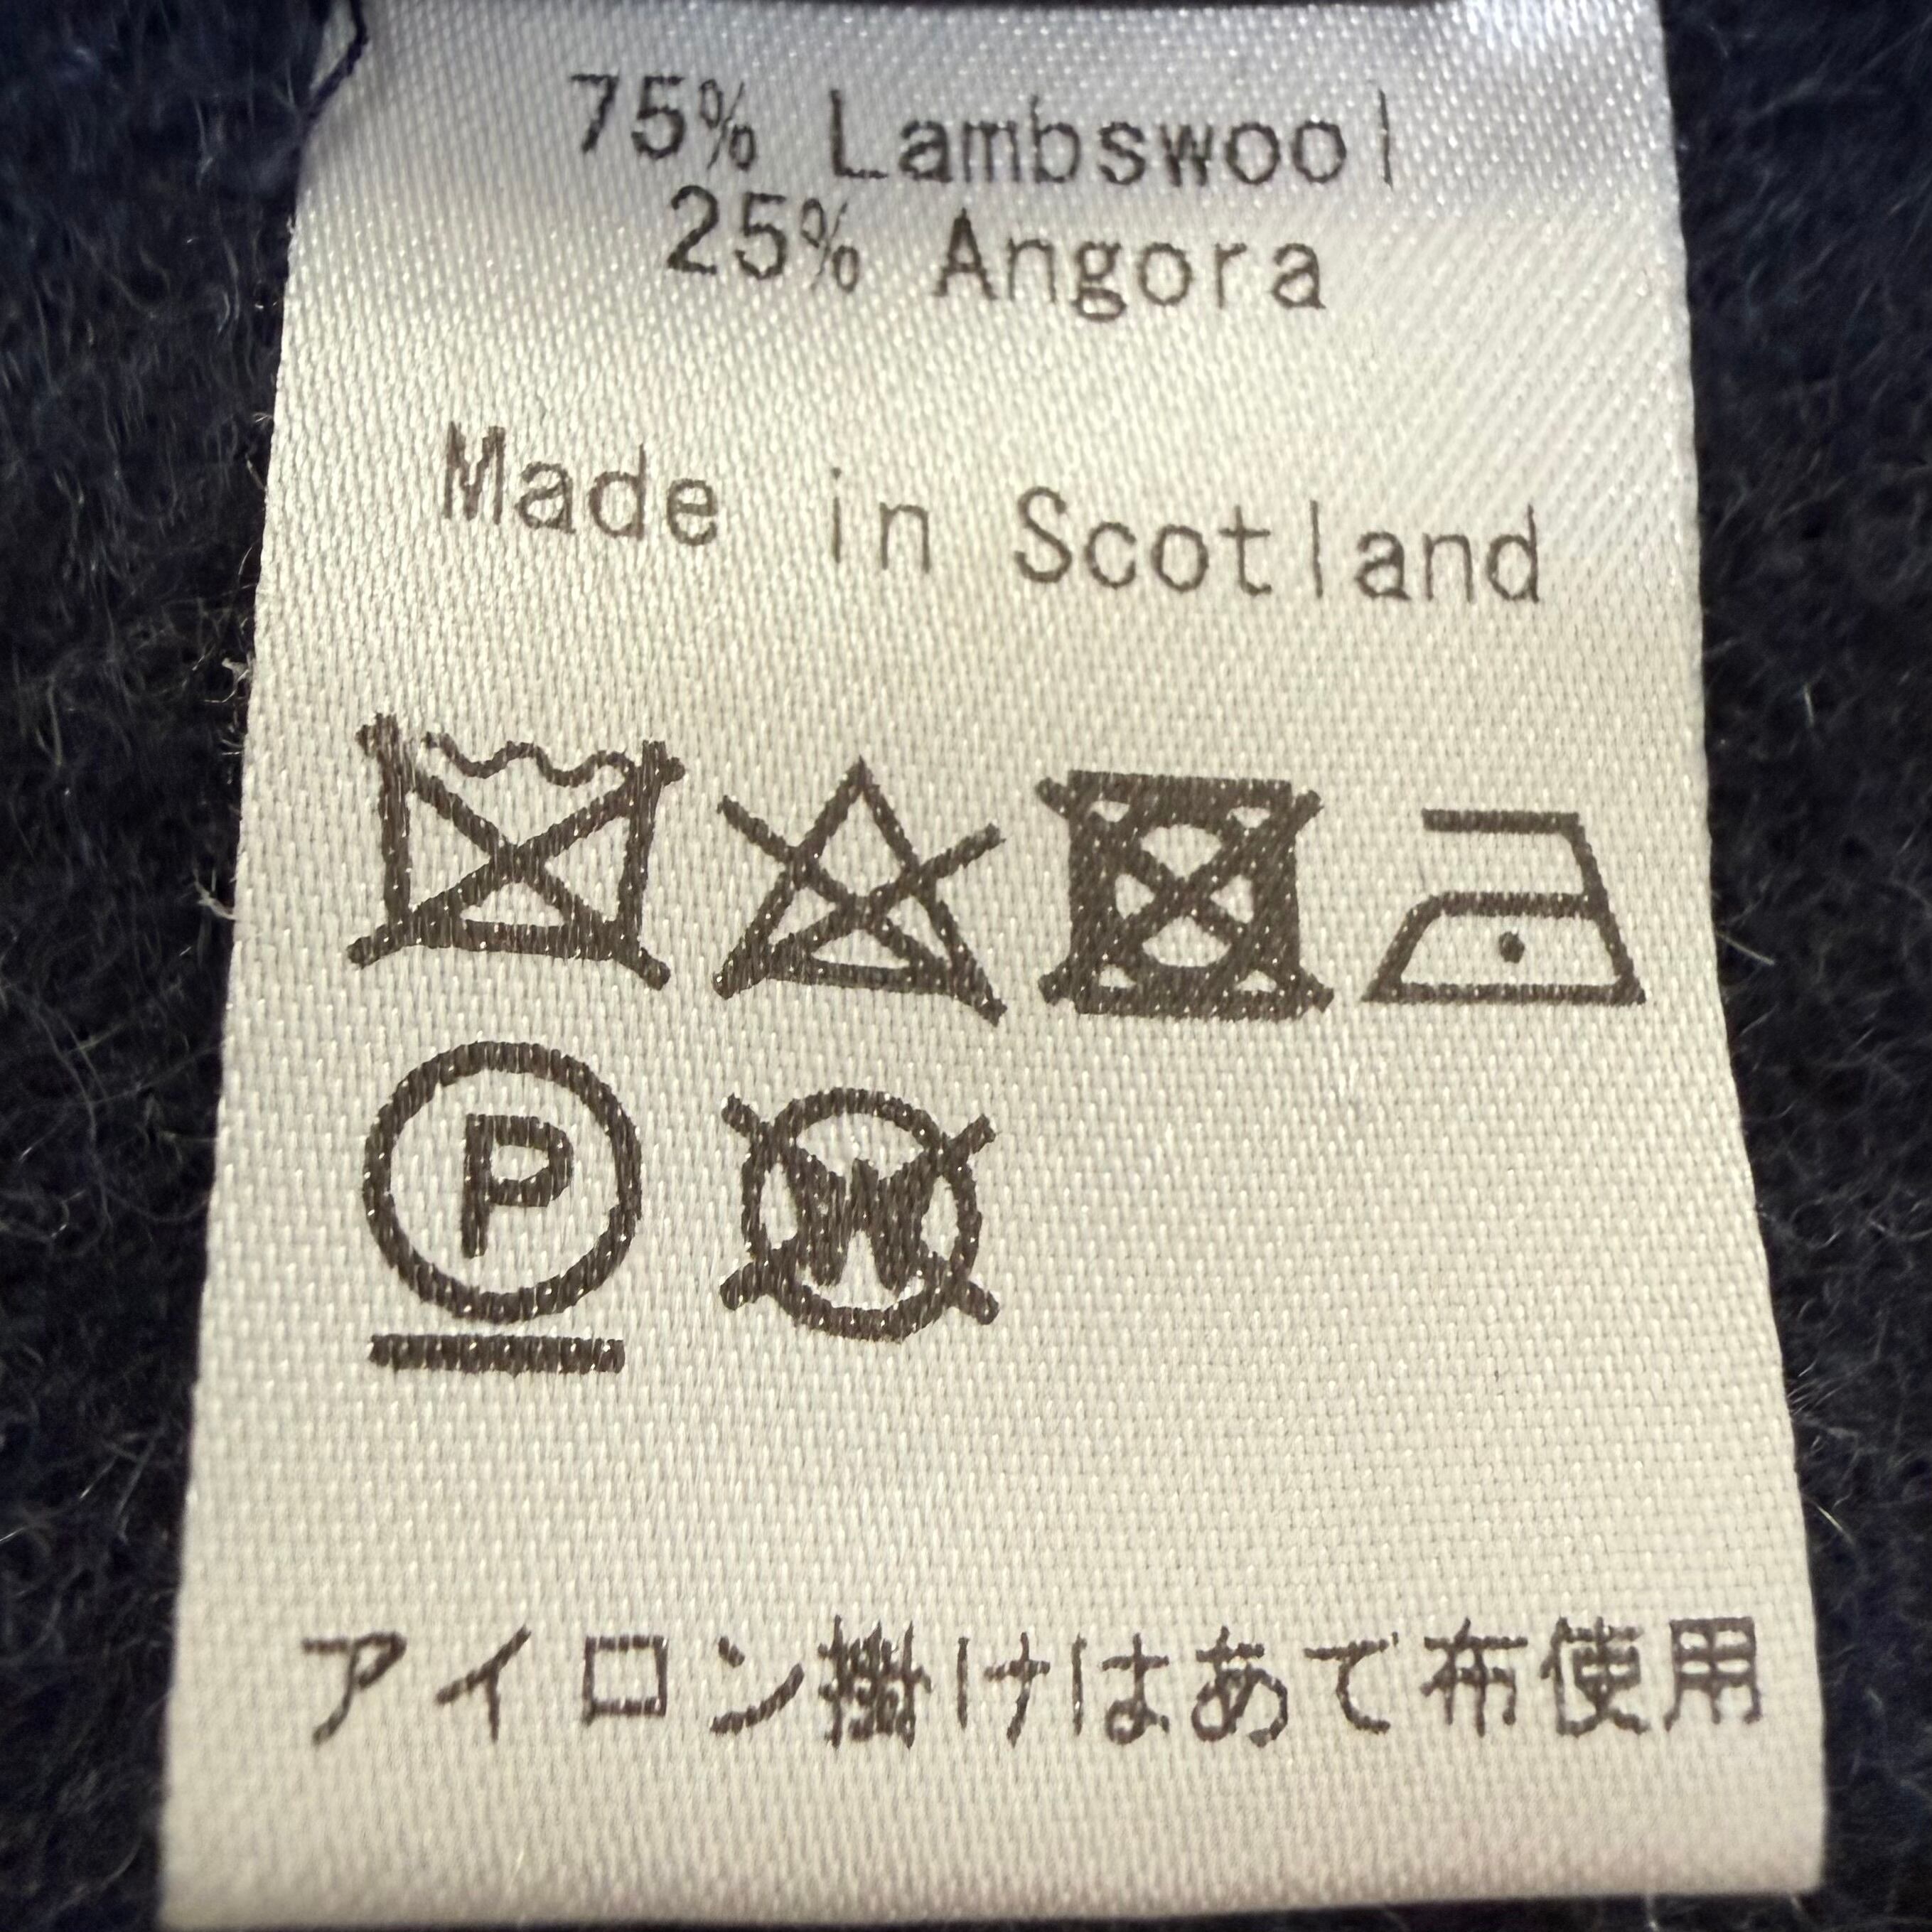 75% Lambswool
25% Angora
Made in Scotland
P
W
アイロン掛けはあて布使用